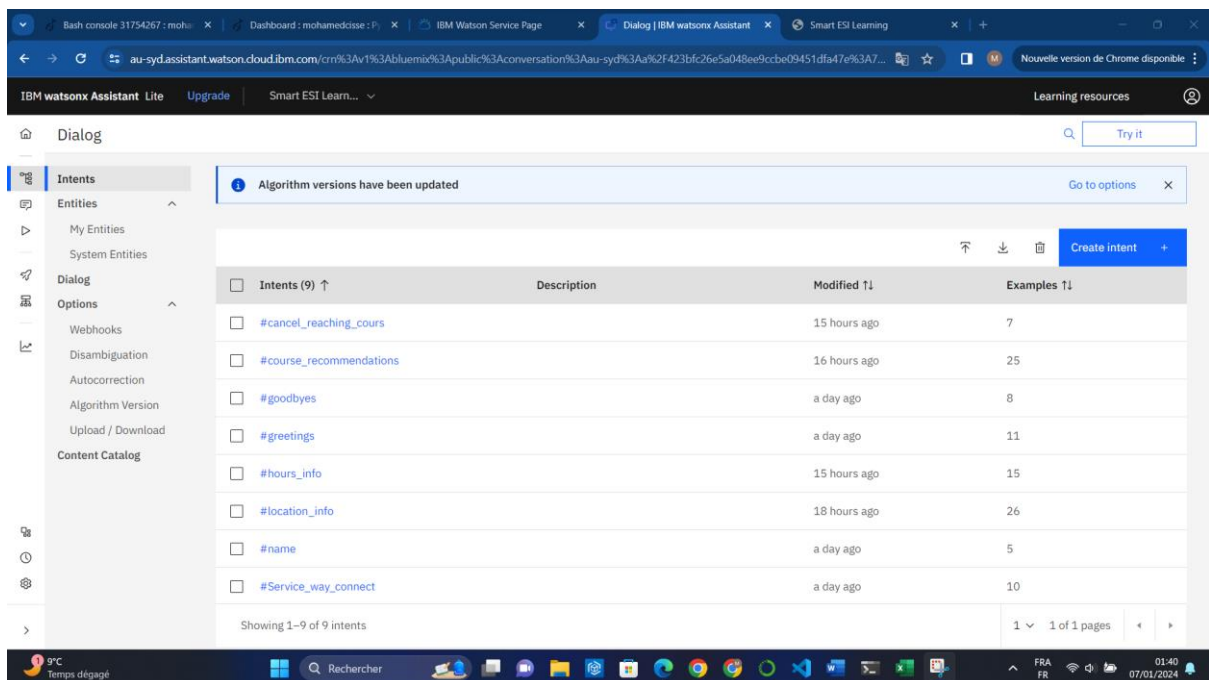 Bash console 31754267 : moha
Dashboard : mohamedcisse : Py
IBM Watson Service Page
Dialog | IBM watsonx Assistant
Smart ESI Learning
au-syd.assistant.watson.cloud.ibm.com/crn%3Av1%3Abluemix%3Apublic%3Aconversation%3Aau-syd%3Aa%2F423bfc26e5a048ee9ccbe09451dfa47e%3A7...
M
Nouvelle version de Chrome disponible
IBM watsonx Assistant Lite
Upgrade
Smart ESI Learn...
Learning resources
Dialog
Try it
Intents
Entities
My Entities
System Entities
Dialog
Options
Webhooks
Disambiguation
Autocorrection
Algorithm Version
Upload / Download
Content Catalog
Algorithm versions have been updated
Go to options
Create intent +
Intents (9) ↑ Description Modified ↑↓ Examples ↑↓
#cancel_reaching_cours 15 hours ago 7
#course_recommendations 16 hours ago 25
#goodbyes a day ago 8
#greetings a day ago 11
#hours_info 15 hours ago 15
#location_info 18 hours ago 26
#name a day ago 5
#Service_way_connect a day ago 10
Showing 1–9 of 9 intents
1
1 of 1 pages
1
9°C
Temps dégagé
Rechercher
FRA
FR
01:40
07/01/2024